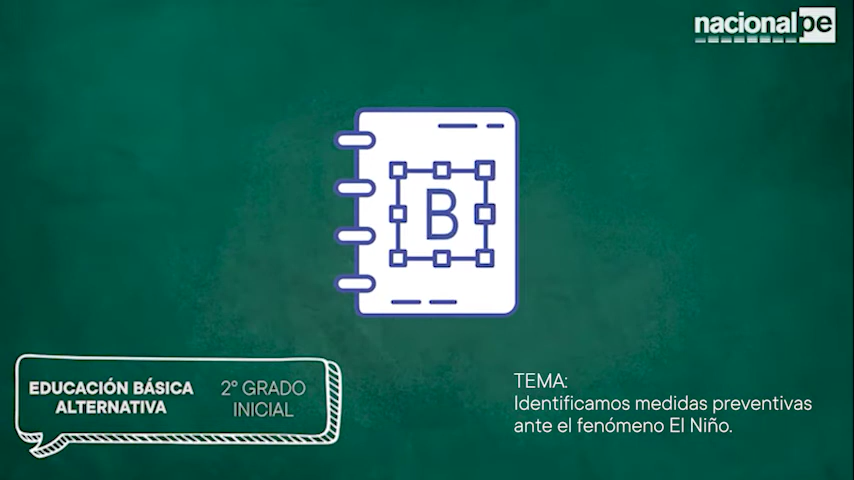 nacionalpe
B
EDUCACIÓN BÁSICA
ALTERNATIVA
2° GRADO
INICIAL
TEMA:
Identificamos medidas preventivas
ante el fenómeno El Niño.